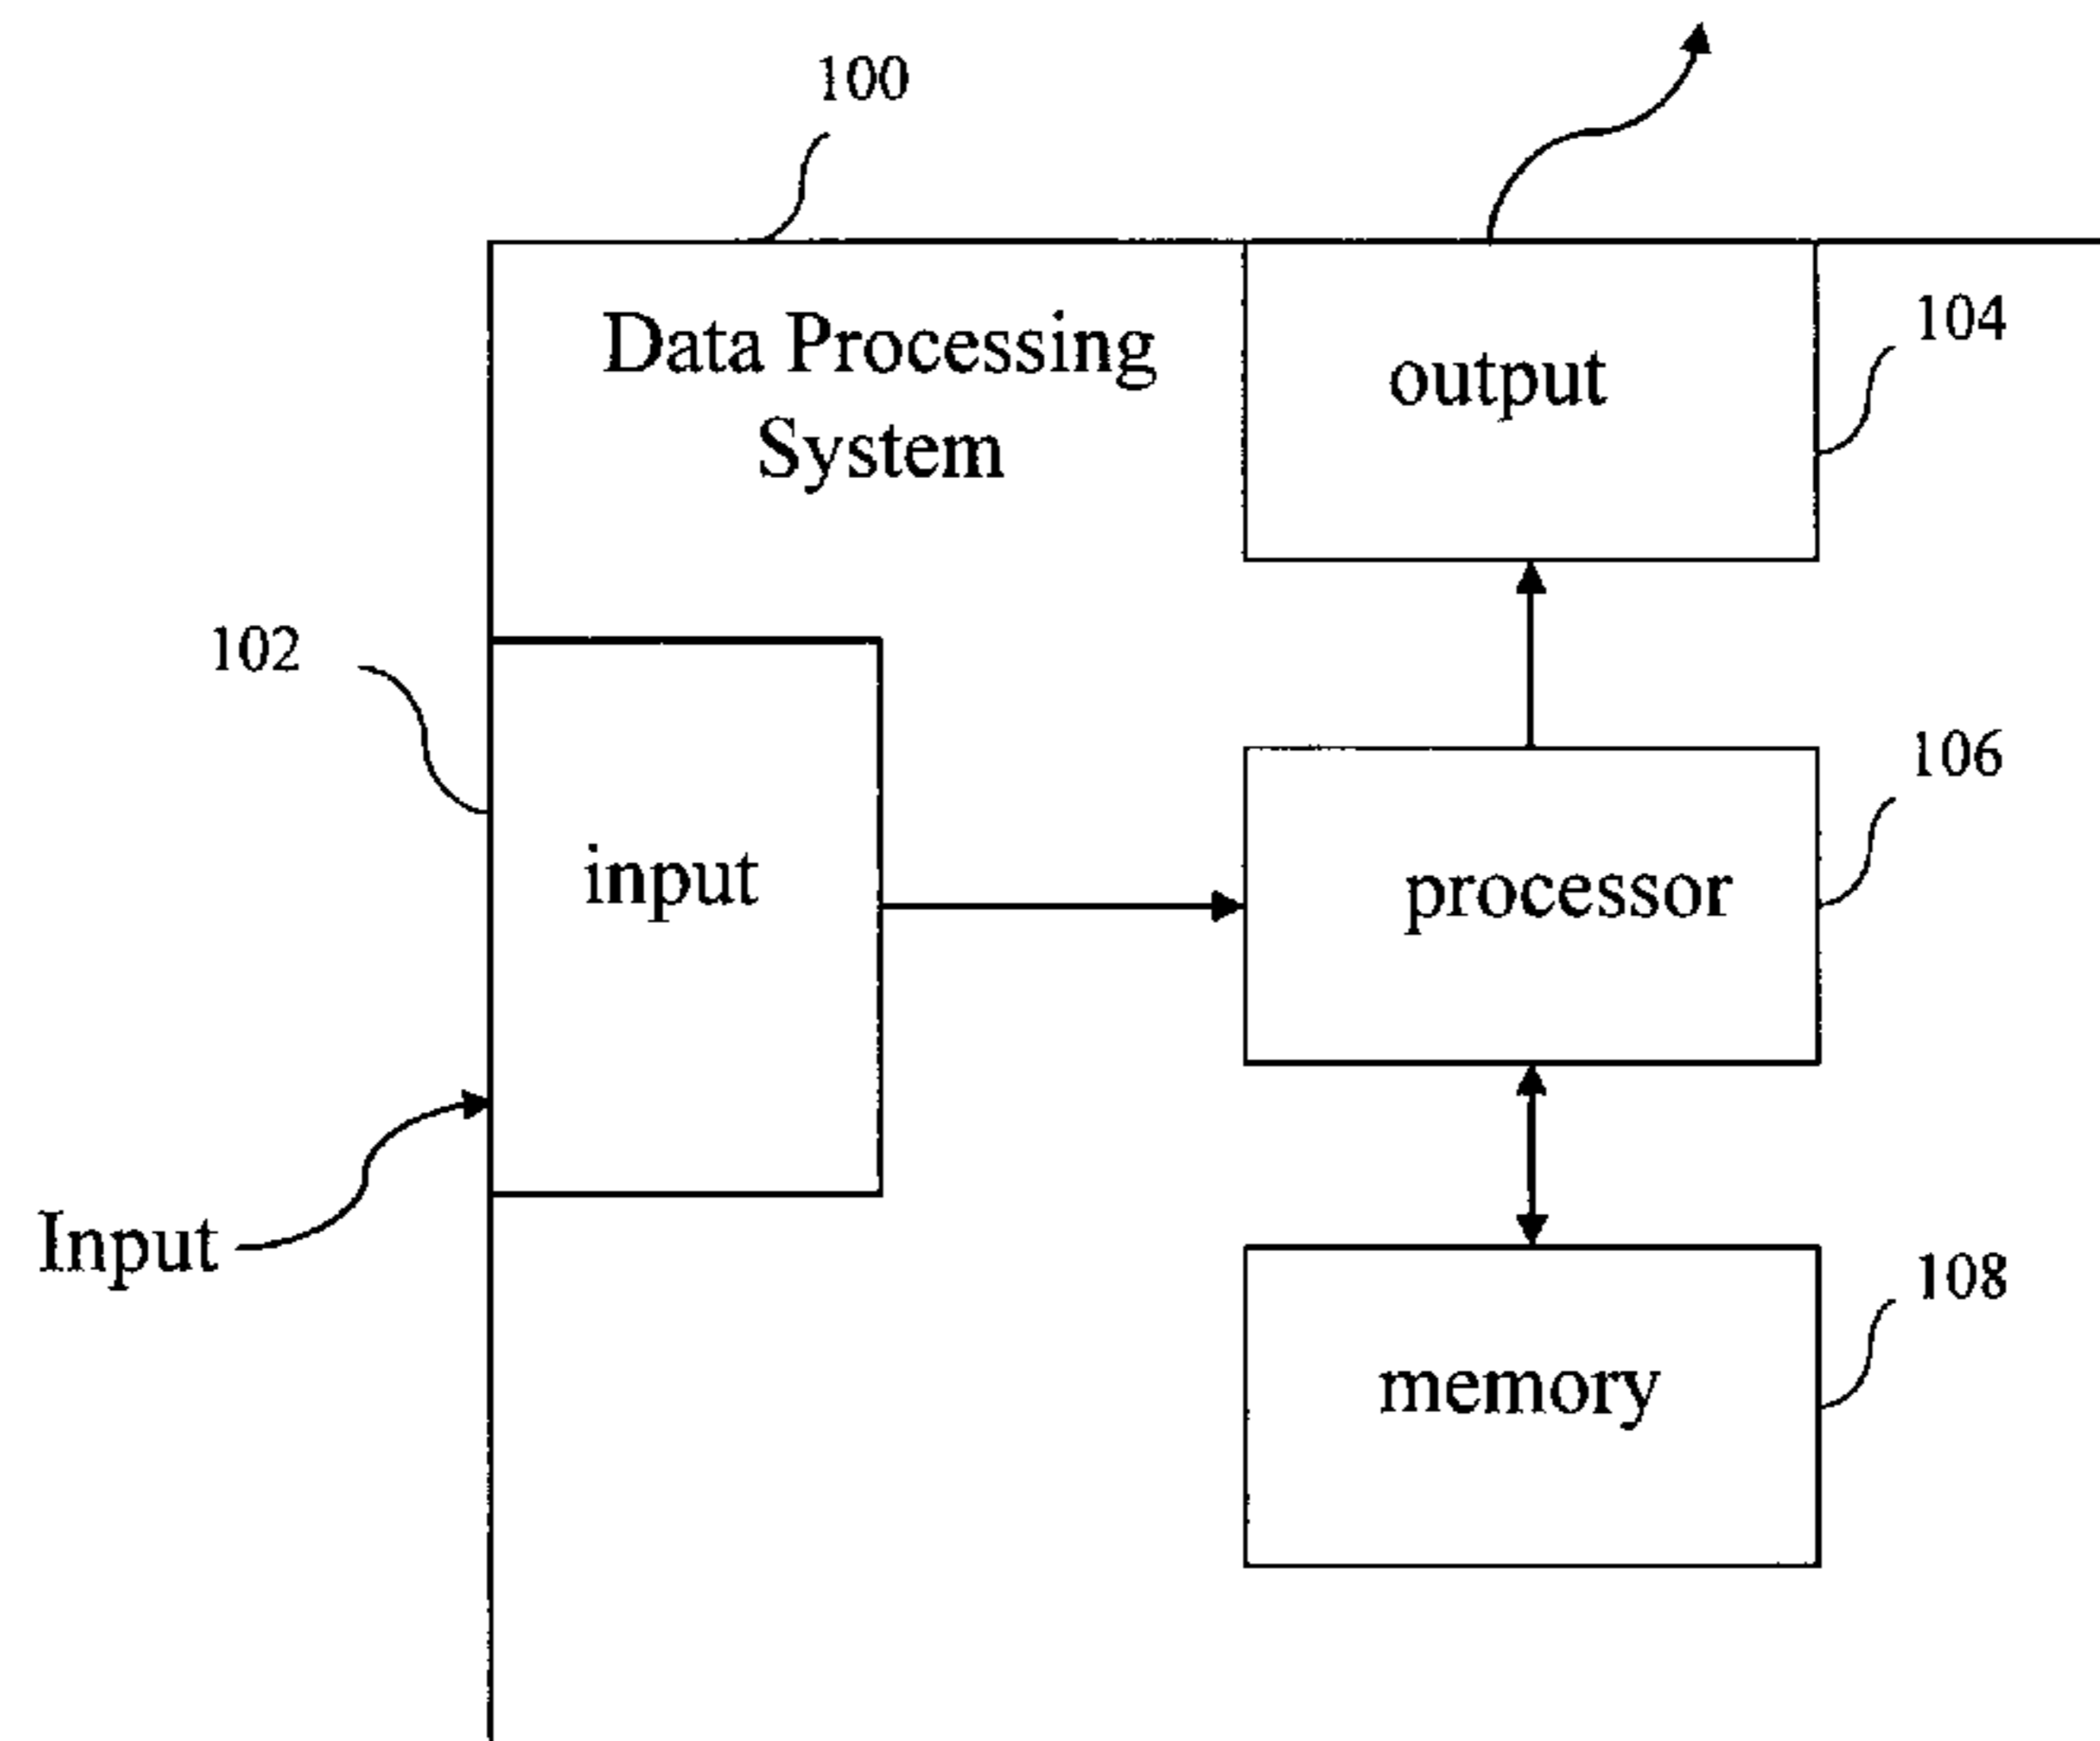 100
Data Processing
System
output
104
102
input
processor
106
Input
memory
108